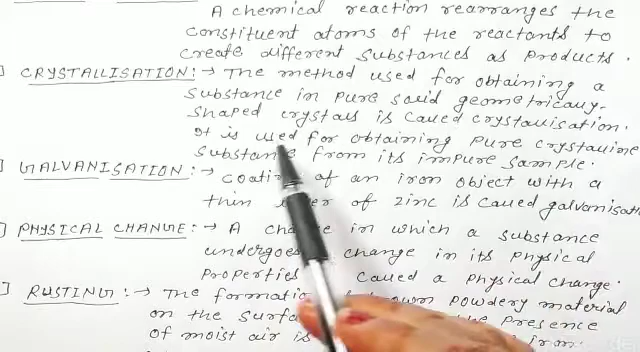 A chemical reaction rearranges the
constituent atoms of the reactants to
create different substances as products.
] CRYSTALLISATION:→ The method used for obtaining a
substance in pure solid geometrically-
shaped crystals is called crystallisation.
It is used for obtaining pure crystalline
substance from its impure sample.
] GALVANISATION:→ coating of an iron object with a
thin of zinc is called galvanisati
] PHYSICAL CHANGE:→ A in which a substance
undergoes change in its physical
Properties called a physical change.
] RUSTING:→ The powdery material
on the the presence
of moist air is from